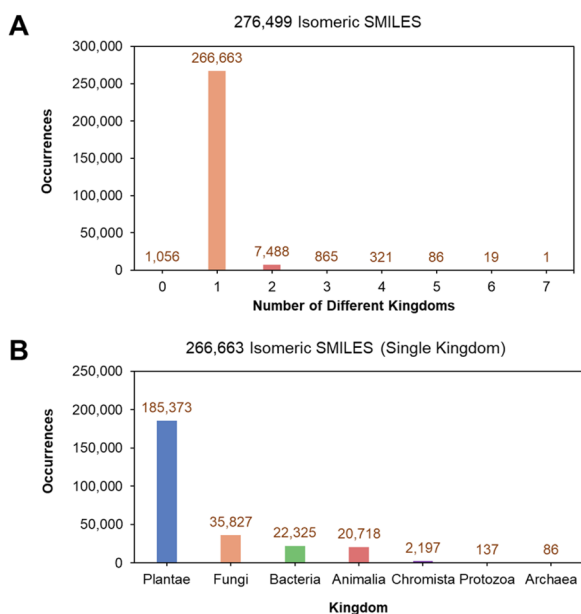 A
276,499 Isomeric SMILES
300,000
250,000
200,000
150,000
100,000
50,000
0
Occurrences
1,056 266,663 7,488 865 321 86 19 1
0 1 2 3 4 5 6 7
Number of Different Kingdoms
B
266,663 Isomeric SMILES (Single Kingdom)
250,000
200,000
150,000
100,000
50,000
0
Occurrences
185,373 35,827 22,325 20,718 2,197 137 86
Plantae Fungi Bacteria Animalia Chromista Protozoa Archaea
Kingdom